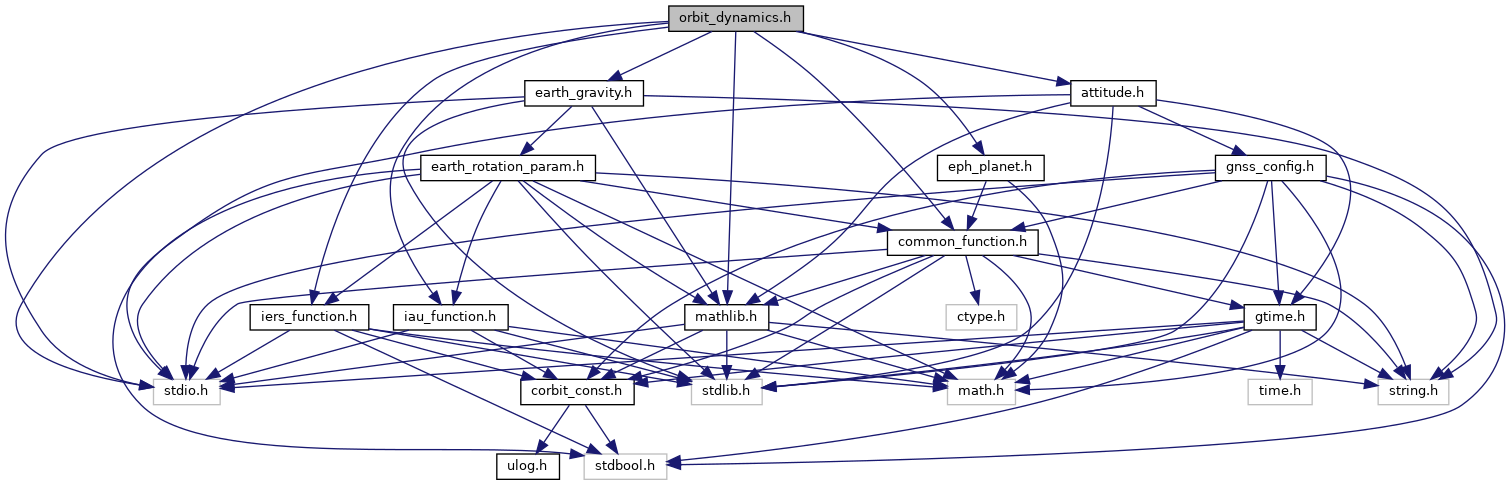 orbit_dynamics.h
earth_gravity.h
attitude.h
earth_rotation_param.h
eph_planet.h
gnss_config.h
common_function.h
iers_function.h
iau_function.h
mathlib.h
ctype.h
gtime.h
stdio.h
corbit_const.h
stdlib.h
math.h
time.h
string.h
ulog.h
stdbool.h